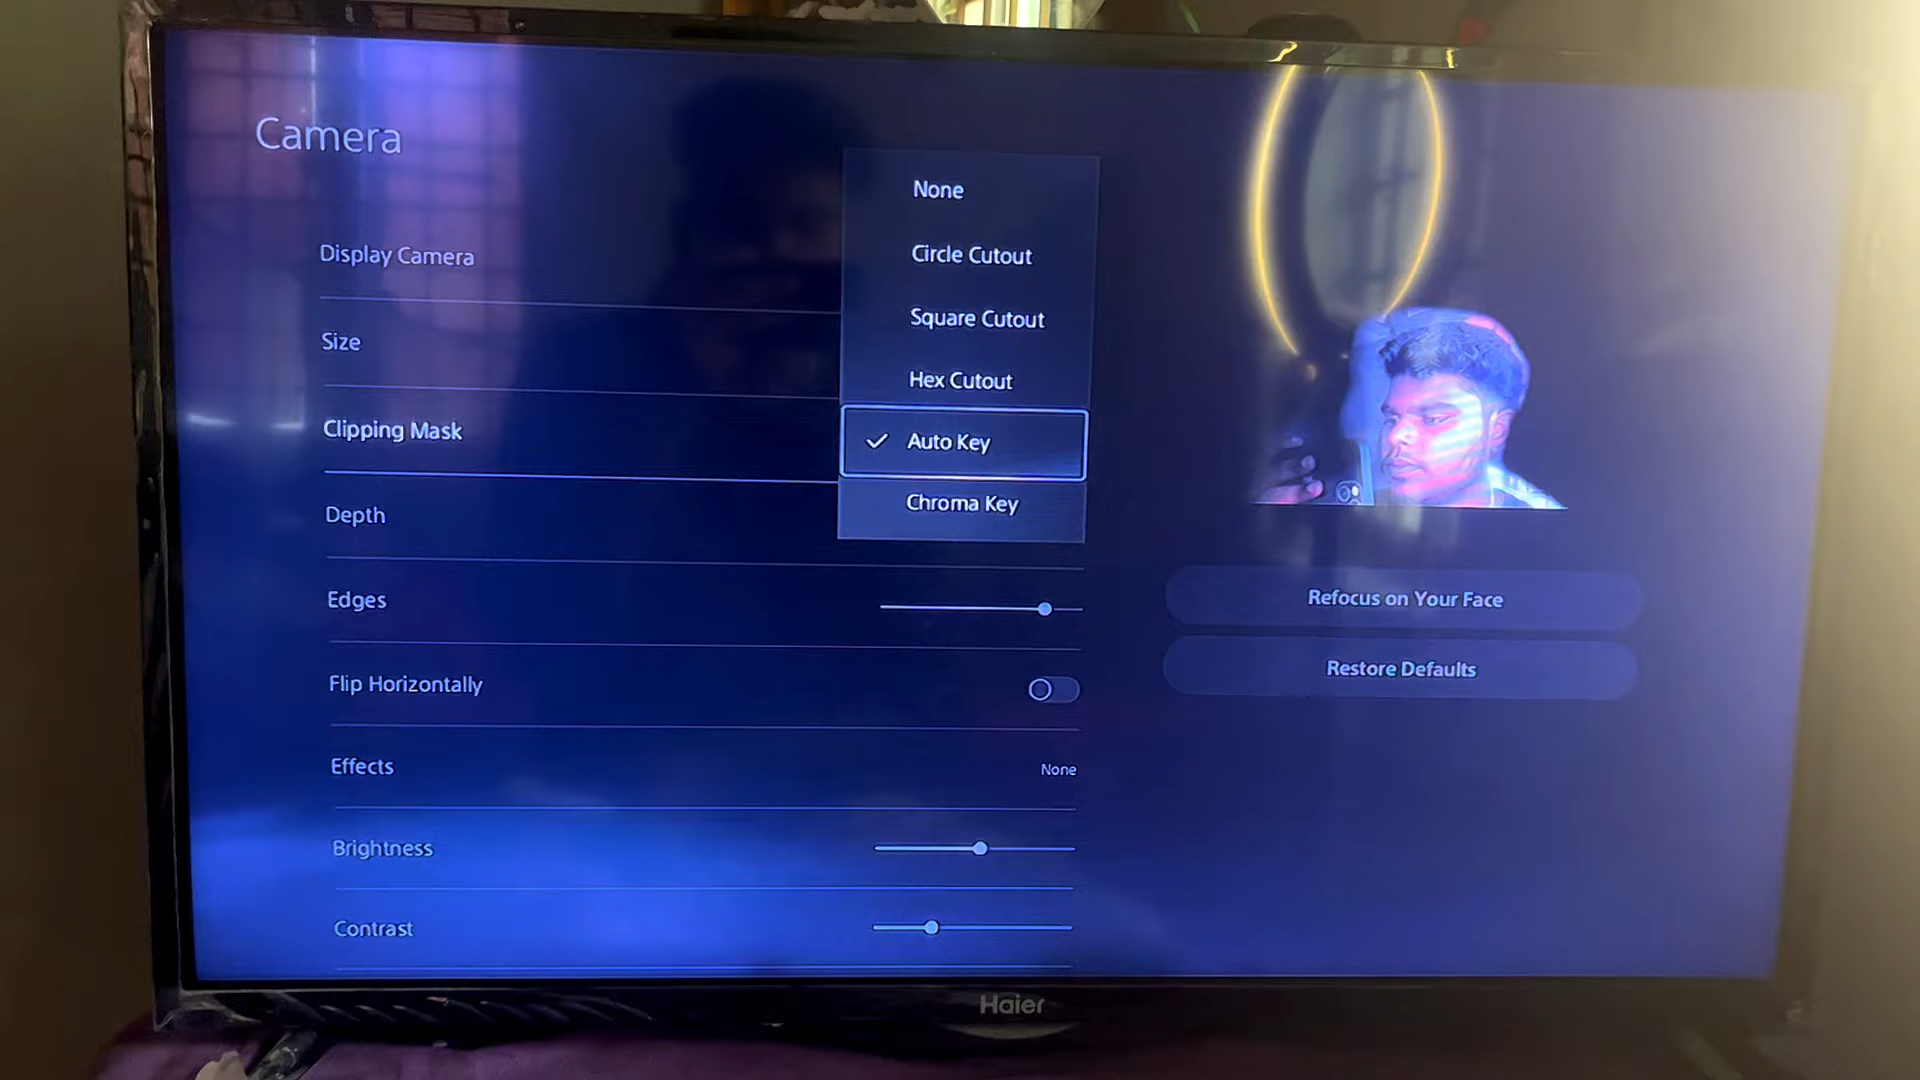 Camera
Display Camera
Size
Clipping Mask
Depth
Edges
Flip Horizontally
Effects
None
Brightness
Contrast
None
Circle Cutout
Square Cutout
Hex Cutout
Auto Key
Chroma Key
Refocus on Your Face
Restore Defaults
Haier